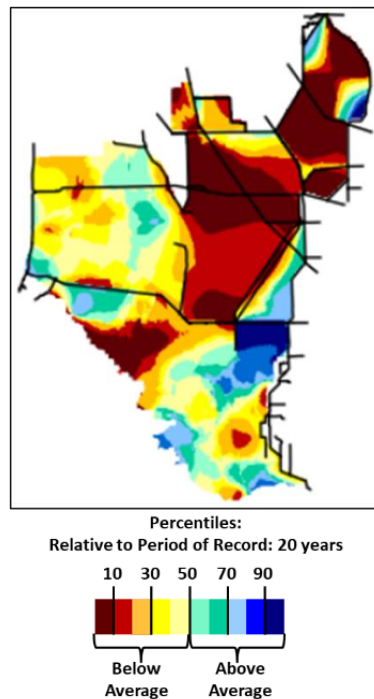 Percentiles:
Relative to Period of Record: 20 years
10 30 50 70 90
Below Above
Average Average